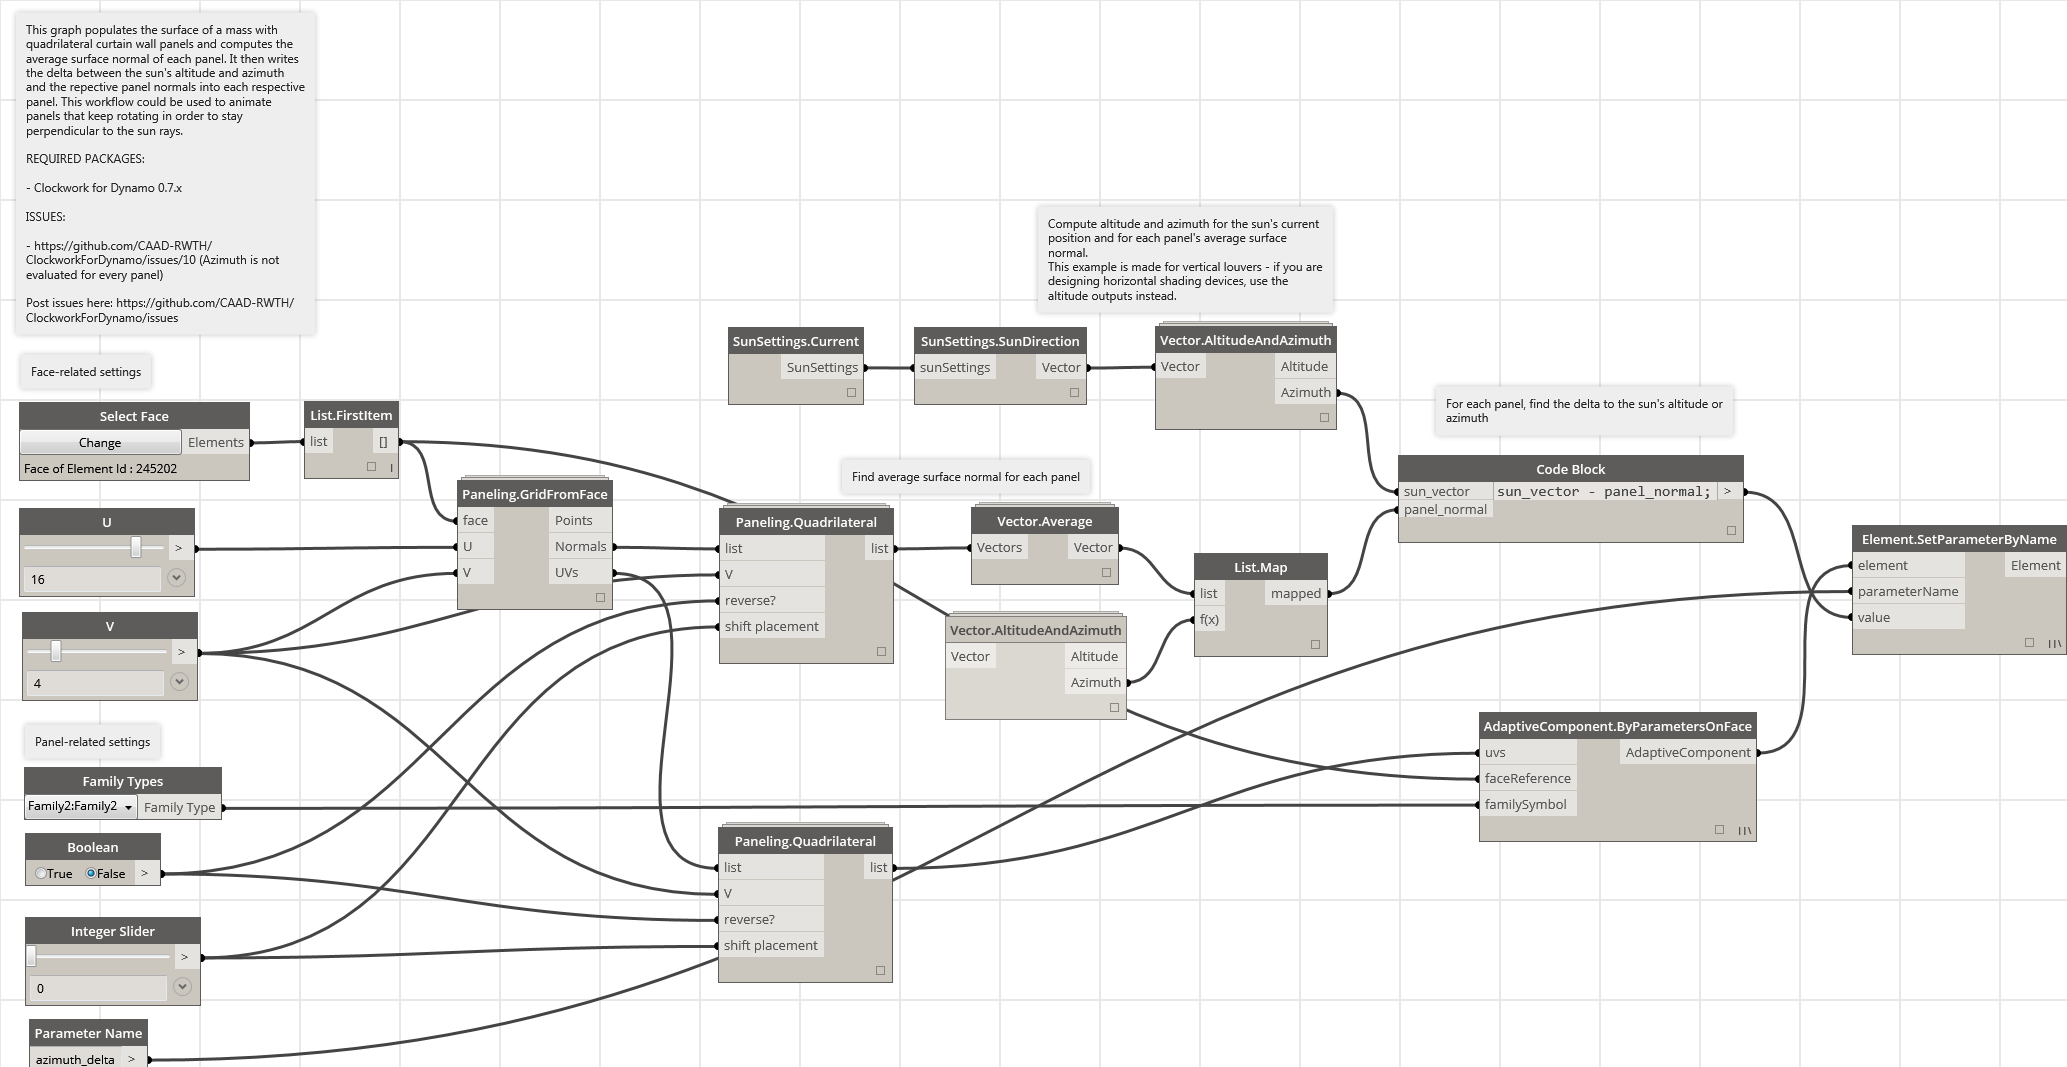 This graph populates the surface of a mass with
quadrilateral curtain wall panels and computes the
average surface normal of each panel. It then writes
the delta between the sun's altitude and azimuth
and the repective panel normals into each respective
panel. This workflow could be used to animate
panels that keep rotating in order to stay
perpendicular to the sun rays.
REQUIRED PACKAGES:
- Clockwork for Dynamo 0.7.x
ISSUES:
- https://github.com/CAAD-RWTH/
ClockworkForDynamo/issues/10 (Azimuth is not
evaluated for every panel)
Post issues here: https://github.com/CAAD-RWTH/
ClockworkForDynamo/issues
Face-related settings
Select Face
Change
Elements
Face of Element Id : 245202
List.FirstItem
list
[]
U
>
16
V
>
4
Panel-related settings
Family Types
Family2:Family2
Family Type
Boolean
True
False
>
Integer Slider
>
0
Parameter Name
azimuth_delta
>
Paneling.GridFromFace
face
Points
U
Normals
V
UVs
SunSettings.Current
SunSettings
SunSettings.SunDirection
sunSettings
Vector
Compute altitude and azimuth for the sun's current
position and for each panel's average surface
normal.
This example is made for vertical louvers - if you are
designing horizontal shading devices, use the
altitude outputs instead.
Vector.AltitudeAndAzimuth
Vector
Altitude
Azimuth
Find average surface normal for each panel
Paneling.Quadrilateral
list
list
V
reverse?
shift placement
Vector.Average
Vectors
Vector
Vector.AltitudeAndAzimuth
Vector
Altitude
Azimuth
List.Map
list
mapped
f(x)
Paneling.Quadrilateral
list
list
V
reverse?
shift placement
For each panel, find the delta to the sun's altitude or
azimuth
Code Block
sun_vector
sun_vector - panel_normal;
>
panel_normal
AdaptiveComponent.ByParametersOnFace
uvs
AdaptiveComponent
faceReference
familySymbol
Element.SetParameterByName
element
Element
parameterName
value